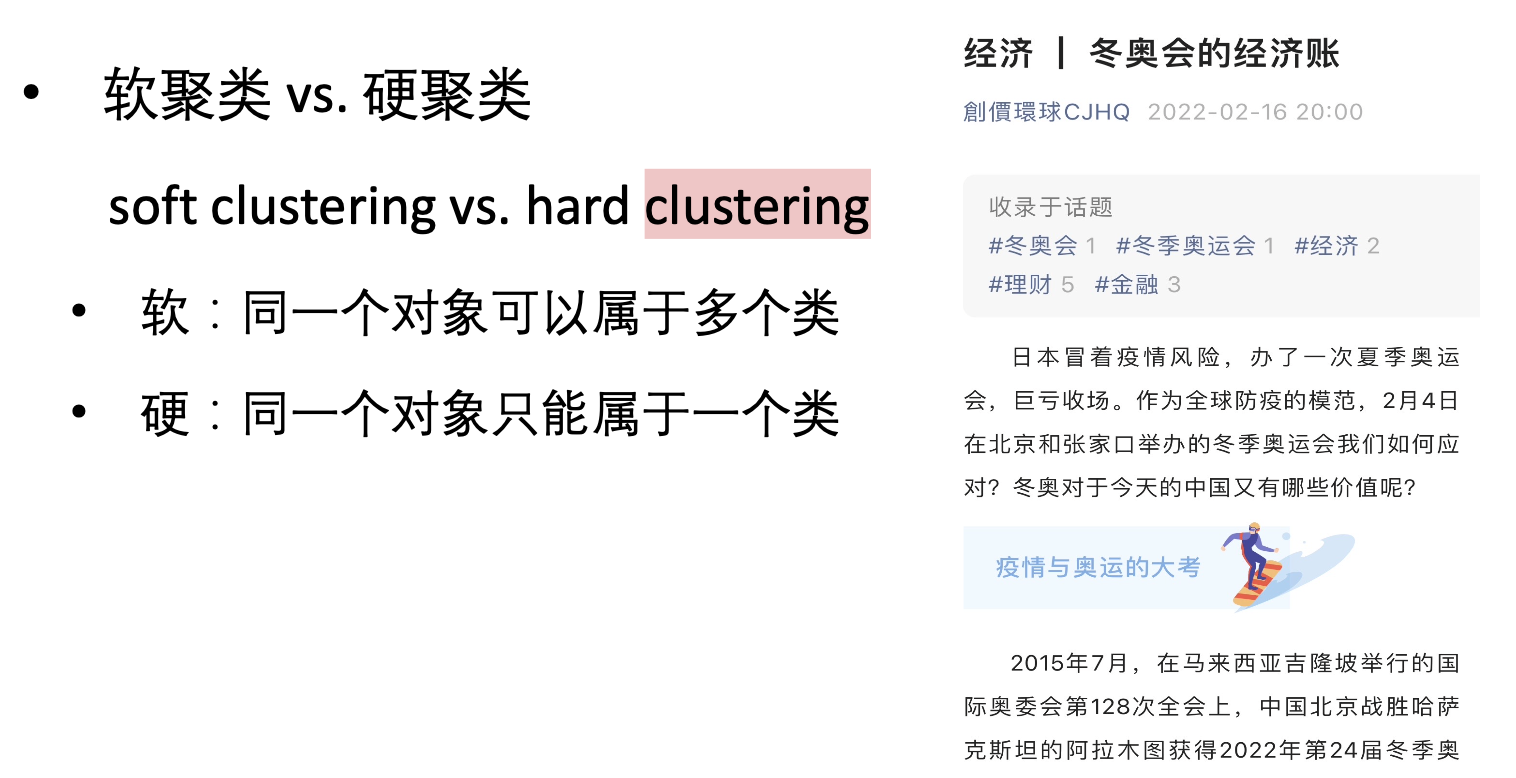 • 软聚类 vs. 硬聚类
soft clustering vs. hard clustering
• 软：同一个对象可以属于多个类
• 硬：同一个对象只能属于一个类
经济 | 冬奥会的经济账
創價環球CJHQ 2022-02-16 20:00
收录于话题
#冬奥会 1 #冬季奥运会 1 #经济 2
#理财 5 #金融 3
日本冒着疫情风险，办了一次夏季奥运
会，巨亏收场。作为全球防疫的模范，2月4日
在北京和张家口举办的冬季奥运会我们如何应
对？冬奥对于今天的中国又有哪些价值呢？
疫情与奥运的大考
2015年7月，在马来西亚吉隆坡举行的国
际奥委会第128次全会上，中国北京战胜哈萨
克斯坦的阿拉木图获得2022年第24届冬季奥